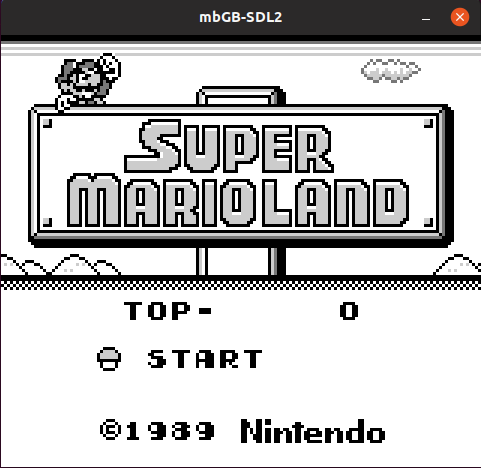 mbGB-SDL2
SUPER
MARIOLAND
TOP- 0
START
©1989 Nintendo